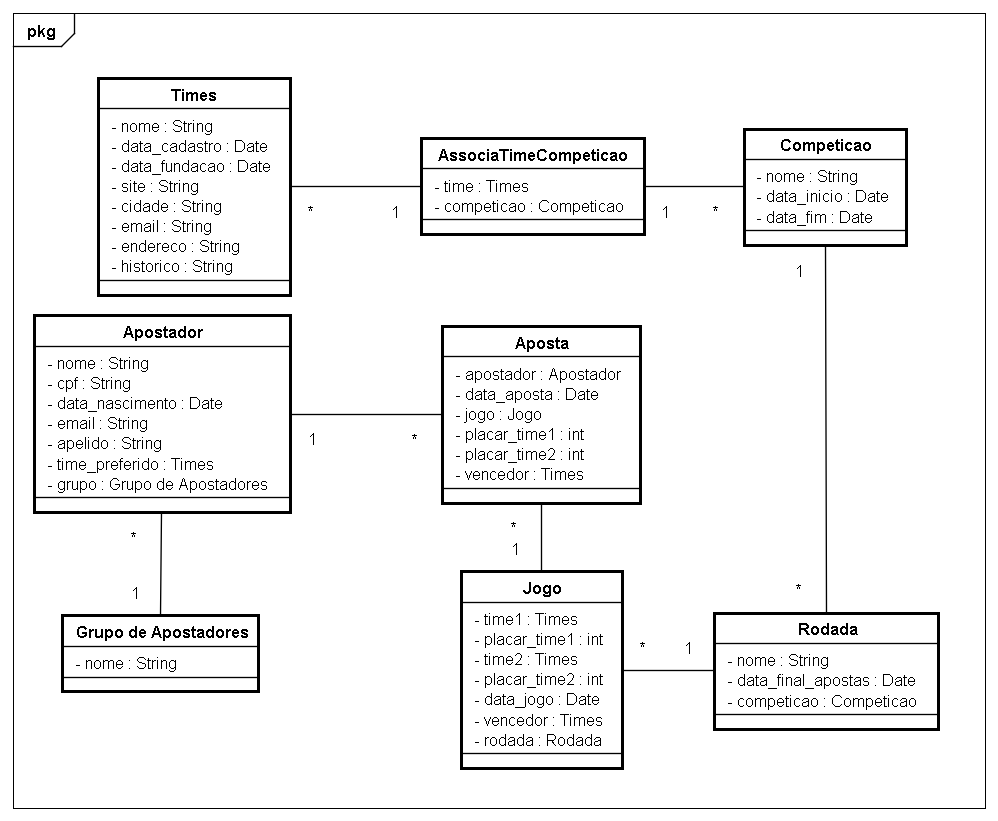 pkg
Times
- nome : String
- data_cadastro : Date
- data_fundacao : Date
- site : String
- cidade : String
- email : String
- endereco : String
- historico : String
* 1
AssociaTimeCompeticao
- time : Times
- competicao : Competicao
1 *
Competicao
- nome : String
- data_inicio : Date
- data_fim : Date
1
*
Apostador
- nome : String
- cpf : String
- data_nascimento : Date
- email : String
- apelido : String
- time_preferido : Times
- grupo : Grupo de Apostadores
1 *
Aposta
- apostador : Apostador
- data_aposta : Date
- jogo : Jogo
- placar_time1 : int
- placar_time2 : int
- vencedor : Times
*
1
*
1
Grupo de Apostadores
- nome : String
Jogo
- time1 : Times
- placar_time1 : int
- time2 : Times
- placar_time2 : int
- data_jogo : Date
- vencedor : Times
- rodada : Rodada
* 1
Rodada
- nome : String
- data_final_apostas : Date
- competicao : Competicao